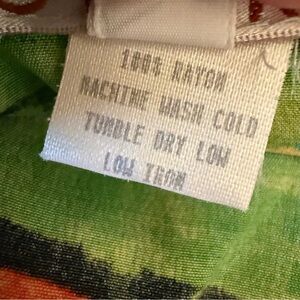 100% RAYON
MACHINE WASH COLD
TUMBLE DRY LOW
LOW IRON